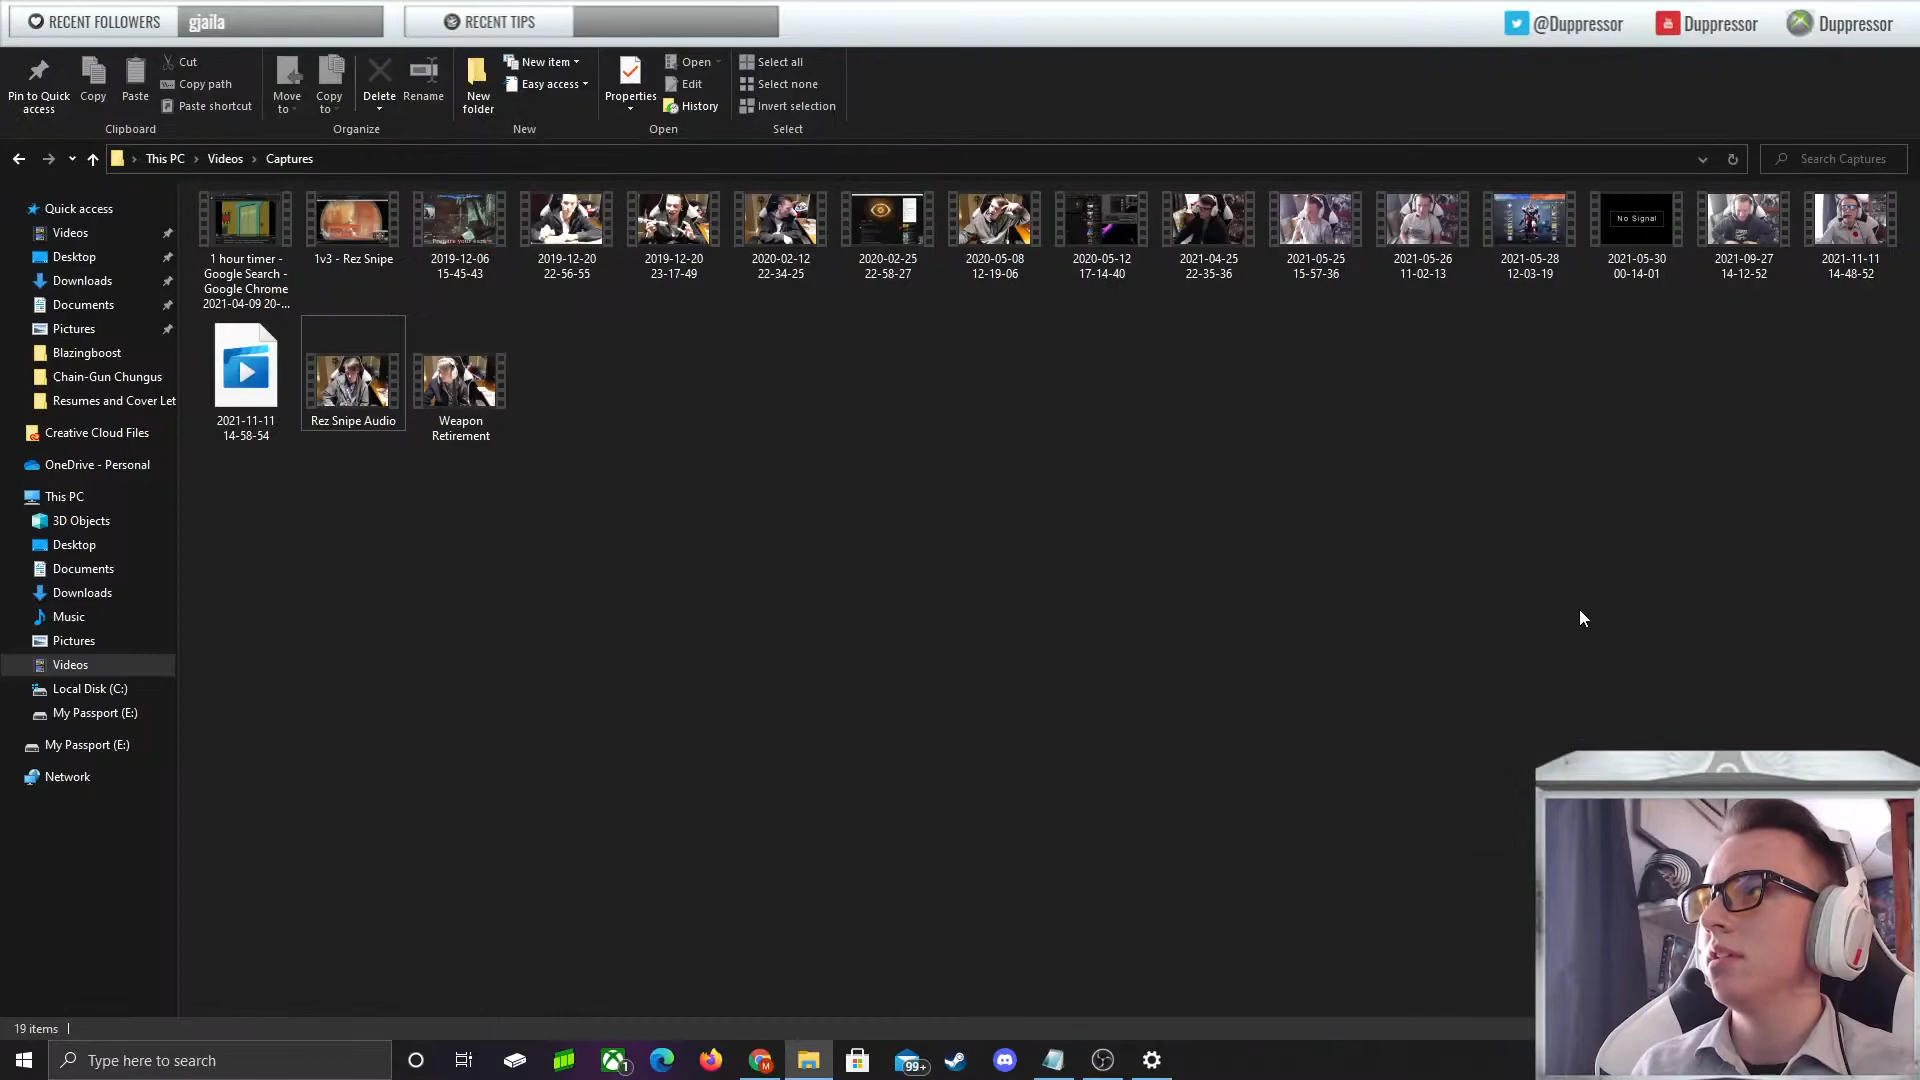 RECENT FOLLOWERS gjaila RECENT TIPS @Duppressor Duppressor Duppressor
Pin to Quick access
Copy
Paste
Cut
Copy path
Paste shortcut
Clipboard
Move to
Copy to
Delete
Rename
Organize
New folder
New item
Easy access
New
Properties
Open
Edit
History
Open
Select all
Select none
Invert selection
Select
This PC > Videos > Captures
Search Captures
Quick access
Videos
Desktop
Downloads
Documents
Pictures
Blazingboost
Chain-Gun Chungus
Resumes and Cover Let
Creative Cloud Files
OneDrive - Personal
This PC
3D Objects
Desktop
Documents
Downloads
Music
Pictures
Videos
Local Disk (C:)
My Passport (E:)
My Passport (E:)
Network
1 hour timer -
Google Search -
Google Chrome
2021-04-09 20-...
1v3 - Rez Snipe
Prepare your
2019-12-06
15-45-43
2019-12-20
22-56-55
2019-12-20
23-17-49
2020-02-12
22-34-25
2020-02-25
22-58-27
2020-05-08
12-19-06
2020-05-12
17-14-40
2021-04-25
22-35-36
2021-05-25
15-57-36
2021-05-26
11-02-13
2021-05-28
12-03-19
No Signal
2021-05-30
00-14-01
2021-09-27
14-12-52
2021-11-11
14-48-52
2021-11-11
14-58-54
Rez Snipe Audio
Weapon
Retirement
19 items
Type here to search
1
M
99+